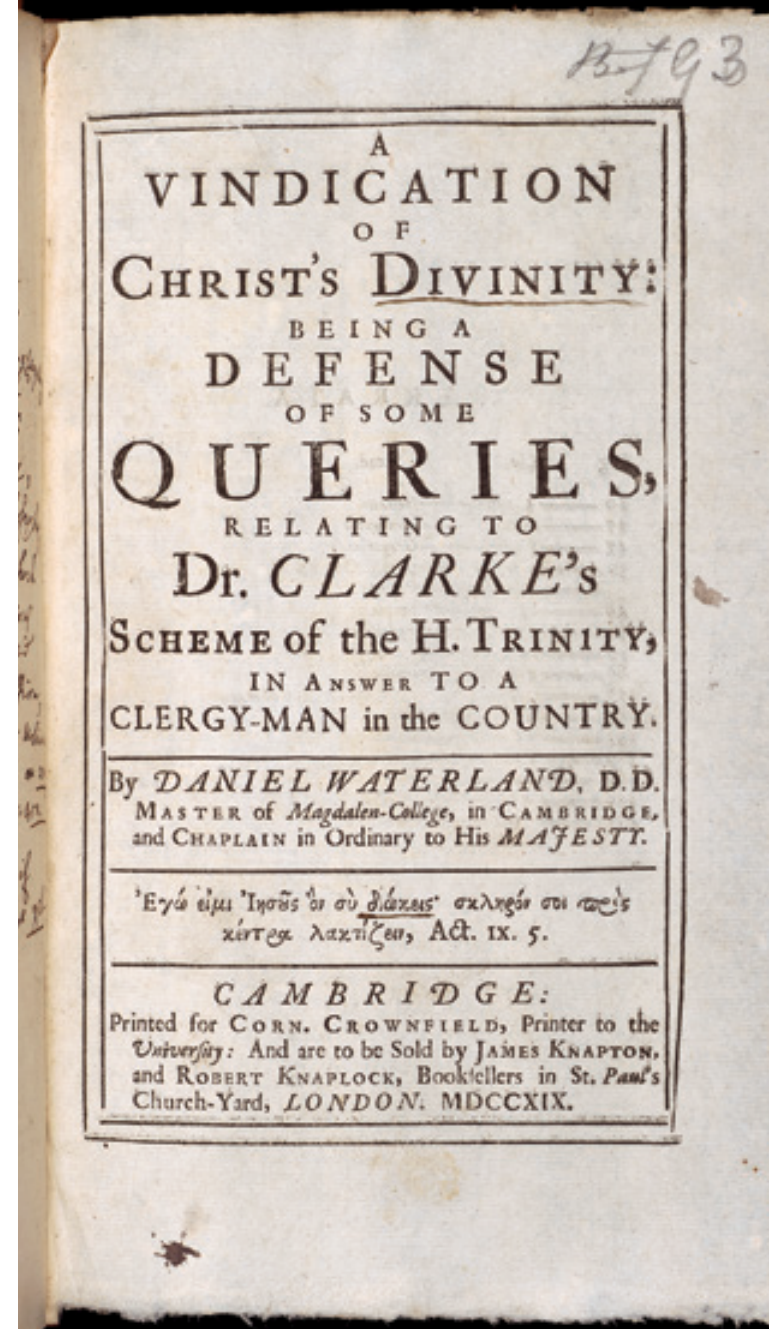 A
VINDICATION
OF
CHRIST'S DIVINITY:
BEING A
DEFENSE
OF SOME
QUERIES,
RELATING TO
Dr. CLARKE's
SCHEME of the H. TRINITY,
IN ANSWER TO A
CLERGY-MAN in the COUNTRY.
By DANIEL WATERLAND, D.D.
MASTER of Magdalen-College, in CAMBRIDGE,
and CHAPLAIN in Ordinary to His MAJESTY.
Ἐγώ εἰμι Ἰησοῦς ὃν σὺ διώκεις· σκληρόν σοι πρὸς
κέντρα λακτίζειν, Act. IX. 5.
CAMBRIDGE:
Printed for CORN. CROWNFIELD, Printer to the
Univerſity: And are to be Sold by JAMES KNAPTON,
and ROBERT KNAPLOCK, Bookſellers in St. Paul's
Church-Yard, LONDON. MDCCXIX.